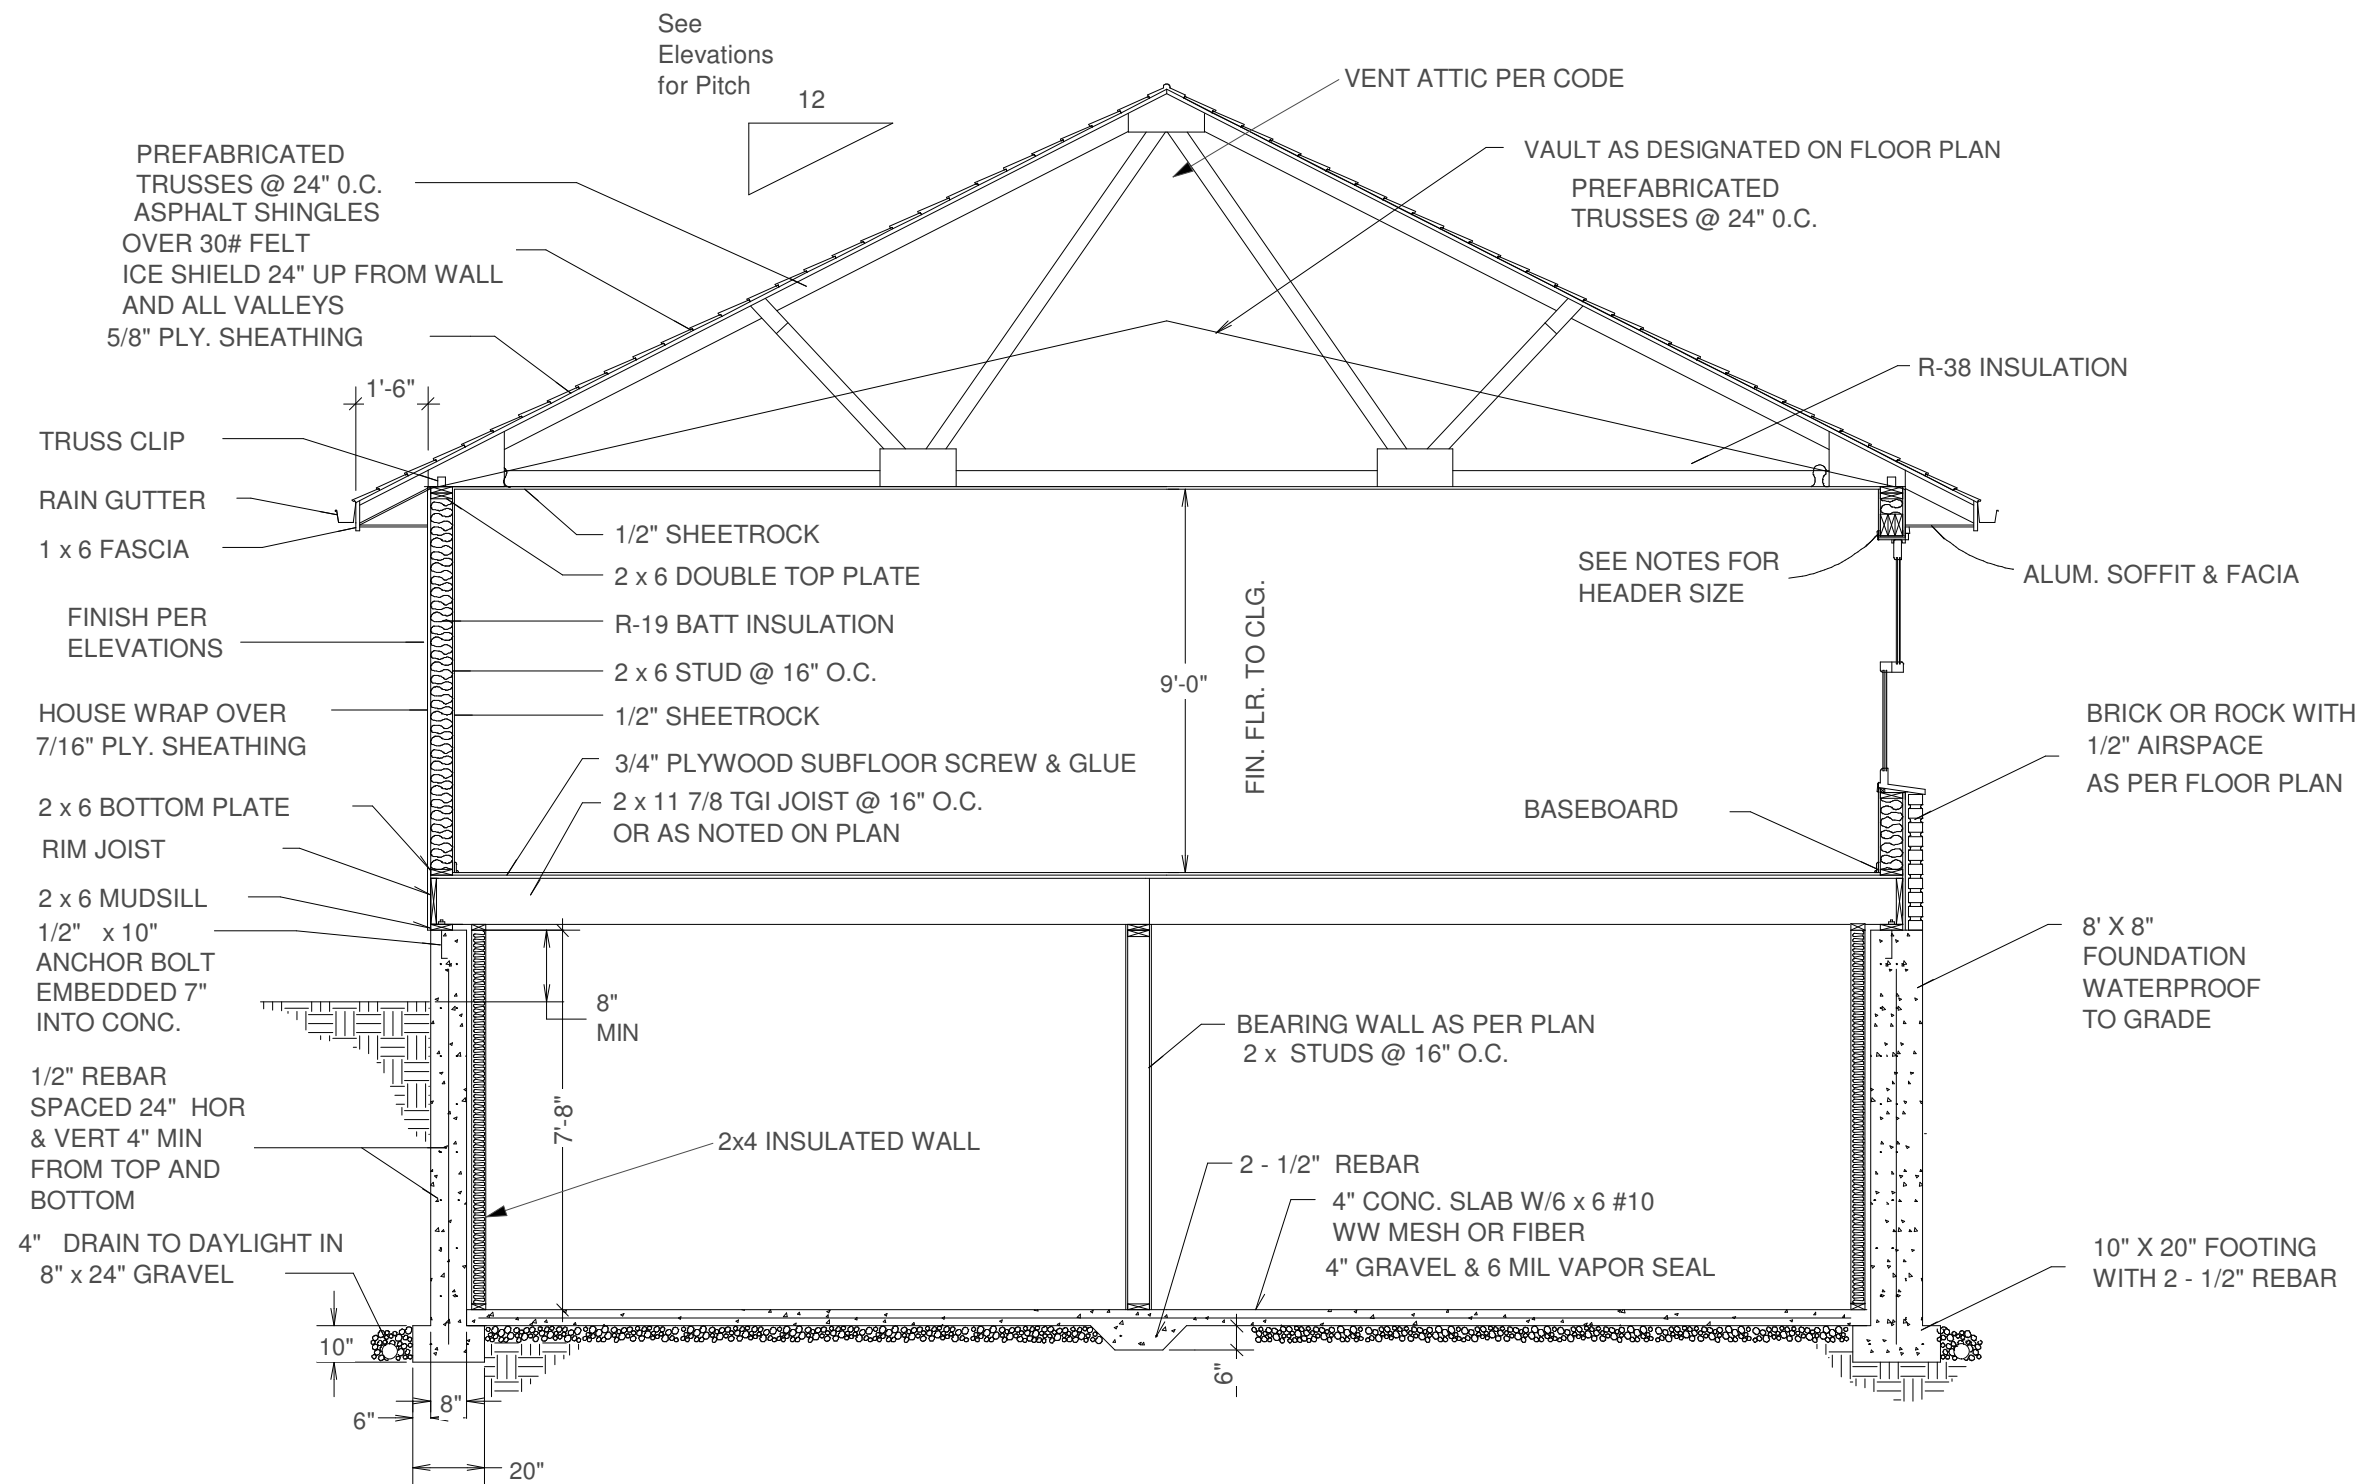 See
Elevations
for Pitch
12
VENT ATTIC PER CODE
PREFABRICATED
TRUSSES @ 24" 0.C.
ASPHALT SHINGLES
OVER 30# FELT
ICE SHIELD 24" UP FROM WALL
AND ALL VALLEYS
5/8" PLY. SHEATHING
VAULT AS DESIGNATED ON FLOOR PLAN
PREFABRICATED
TRUSSES @ 24" 0.C.
R-38 INSULATION
1'-6"
TRUSS CLIP
RAIN GUTTER
1 x 6 FASCIA
FINISH PER
ELEVATIONS
HOUSE WRAP OVER
7/16" PLY. SHEATHING
2 x 6 BOTTOM PLATE
RIM JOIST
2 x 6 MUDSILL
1/2" x 10"
ANCHOR BOLT
EMBEDDED 7"
INTO CONC.
1/2" REBAR
SPACED 24" HOR
& VERT 4" MIN
FROM TOP AND
BOTTOM
4" DRAIN TO DAYLIGHT IN
8" x 24" GRAVEL
1/2" SHEETROCK
2 x 6 DOUBLE TOP PLATE
R-19 BATT INSULATION
2 x 6 STUD @ 16" O.C.
1/2" SHEETROCK
3/4" PLYWOOD SUBFLOOR SCREW & GLUE
2 x 11 7/8 TGI JOIST @ 16" O.C.
OR AS NOTED ON PLAN
9'-0"
FIN. FLR. TO CLG.
SEE NOTES FOR
HEADER SIZE
ALUM. SOFFIT & FACIA
BRICK OR ROCK WITH
1/2" AIRSPACE
AS PER FLOOR PLAN
BASEBOARD
8' X 8"
FOUNDATION
WATERPROOF
TO GRADE
8"
MIN
7'-8"
BEARING WALL AS PER PLAN
2 x STUDS @ 16" O.C.
2x4 INSULATED WALL
2 - 1/2" REBAR
4" CONC. SLAB W/6 x 6 #10
WW MESH OR FIBER
4" GRAVEL & 6 MIL VAPOR SEAL
10" X 20" FOOTING
WITH 2 - 1/2" REBAR
10"
6"
8"
6"
20"